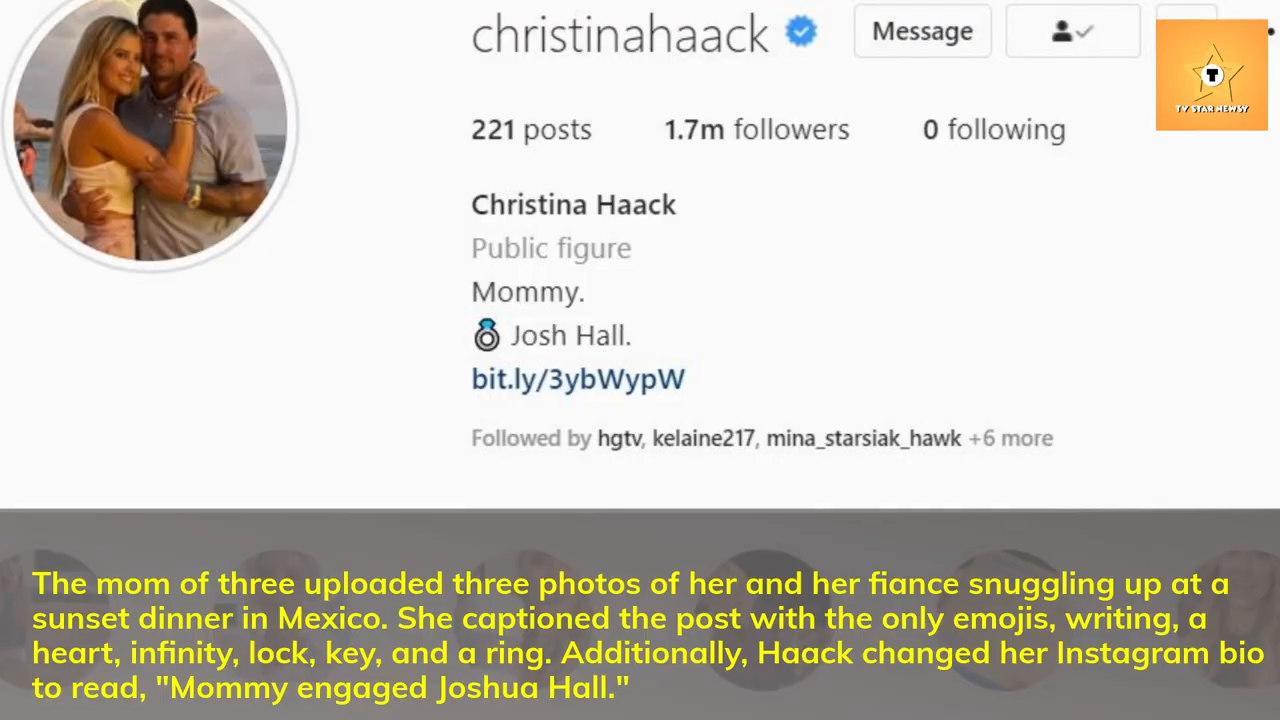 christinahaack Message
T
TV STAR NEWSY
221 posts 1.7m followers 0 following
Christina Haack
Public figure
Mommy.
Josh Hall.
bit.ly/3ybWypW
Followed by hgtv, kelaine217, mina_starsiak_hawk +6 more
The mom of three uploaded three photos of her and her fiance snuggling up at a
sunset dinner in Mexico. She captioned the post with the only emojis, writing, a
heart, infinity, lock, key, and a ring. Additionally, Haack changed her Instagram bio
to read, "Mommy engaged Joshua Hall."